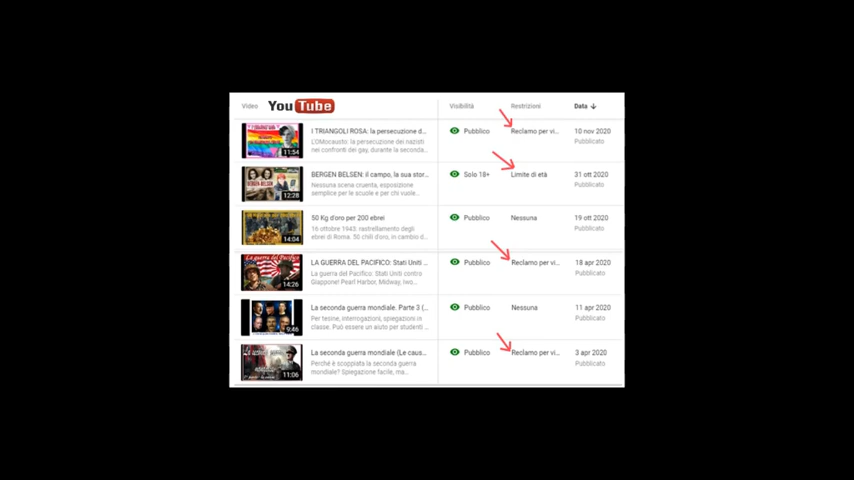 Video YouTube Visibilità Restrizioni Data
I TRIANGOLI ROSA: la persecuzione d... Pubblico Reclamo per vi... 10 nov 2020
L'OMocausto: la persecuzione dei nazisti Pubblicato
nei confronti dei gay, durante la seconda...
11:54
BERGEN BELSEN: il campo, la sua stor... Solo 18+ Limite di età 31 ott 2020
Nessuna scena cruenta, esposizione Pubblicato
semplice per le scuole e per chi vuole...
BERGEN-BELSEN
12:28
50 Kg d'oro per 200 ebrei Pubblico Nessuna 19 ott 2020
16 ottobre 1943: rastrellamento degli Pubblicato
ebrei di Roma. 50 chili d'oro, in cambio d...
14:04
LA GUERRA DEL PACIFICO: Stati Uniti ... Pubblico Reclamo per vi... 18 apr 2020
La guerra del Pacifico: Stati Uniti contro Pubblicato
Giappone! Pearl Harbor, Midway, Iwo...
La guerra del Pacifico
14:26
La seconda guerra mondiale. Parte 3 (... Pubblico Nessuna 11 apr 2020
Per tesine, interrogazioni, spiegazioni in Pubblicato
classe. Può essere un aiuto per studenti ...
9:46
La seconda guerra mondiale (Le caus... Pubblico Reclamo per vi... 3 apr 2020
Perché è scoppiata la seconda guerra Pubblicato
mondiale? Spiegazione facile, ma...
11:06